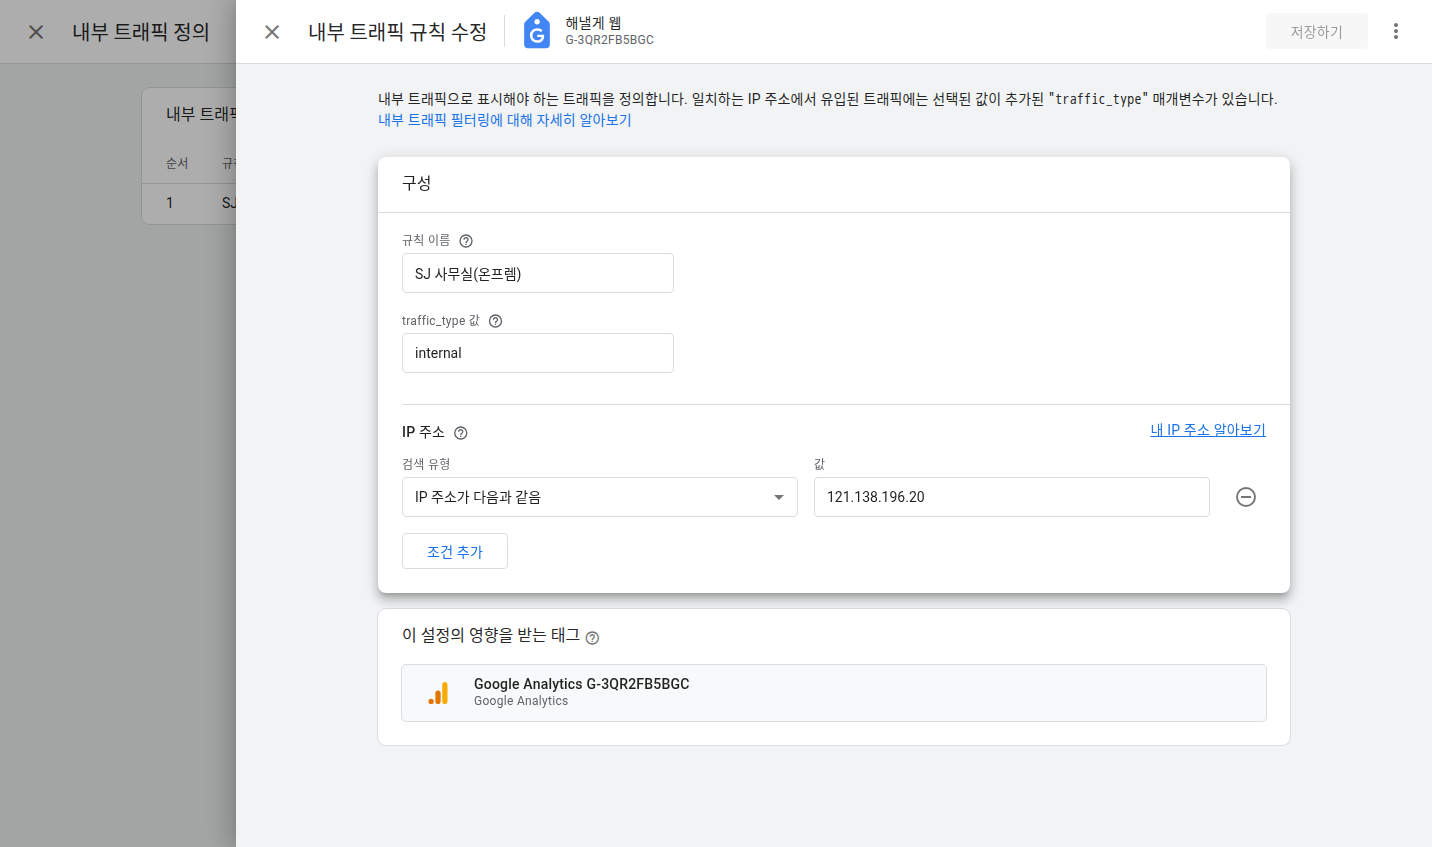 내부 트래픽 정의
내부 트래픽
순서
1
SJ
내부 트래픽 규칙 수정
해낼게 웹
G-3QR2FB5BGC
저장하기
내부 트래픽으로 표시해야 하는 트래픽을 정의합니다. 일치하는 IP 주소에서 유입된 트래픽에는 선택된 값이 추가된 "traffic_type" 매개변수가 있습니다.
내부 트래픽 필터링에 대해 자세히 알아보기
구성
규칙 이름
SJ 사무실(온프렘)
traffic_type 값
internal
IP 주소
내 IP 주소 알아보기
검색 유형
값
IP 주소가 다음과 같음
121.138.196.20
조건 추가
이 설정의 영향을 받는 태그
Google Analytics G-3QR2FB5BGC
Google Analytics